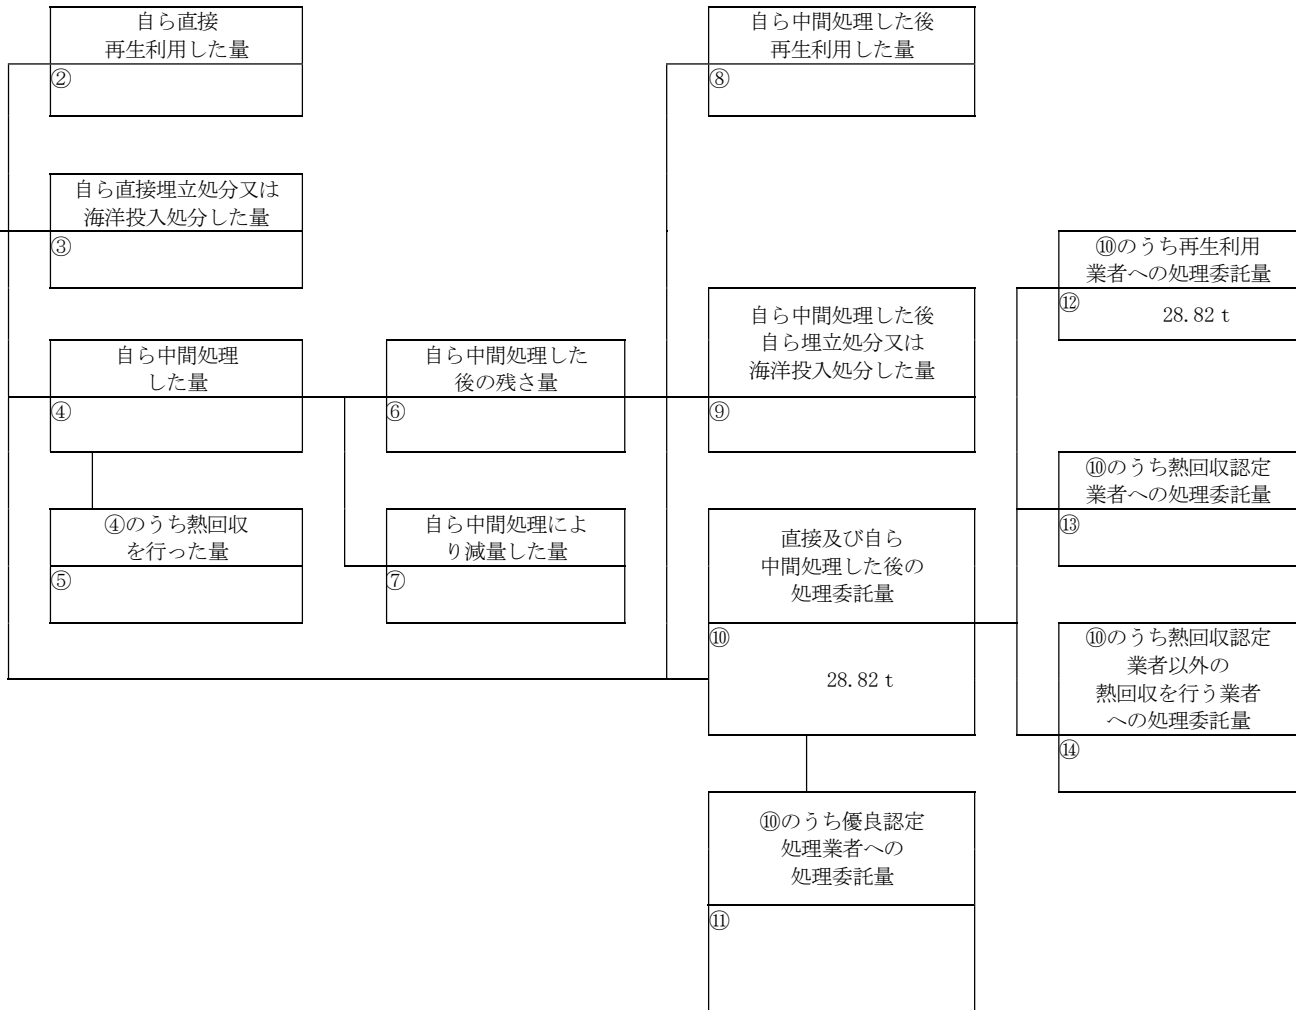 自ら直接
再生利用した量
②
自ら中間処理した後
再生利用した量
⑧
自ら直接埋立処分又は
海洋投入処分した量
③
⑩のうち再生利用
業者への処理委託量
⑫
28.82 t
自ら中間処理した後
自ら埋立処分又は
海洋投入処分した量
⑨
自ら中間処理
した量
④
自ら中間処理した
後の残さ量
⑥
⑩のうち熱回収認定
業者への処理委託量
⑬
④のうち熱回収
を行った量
⑤
自ら中間処理によ
り減量した量
⑦
直接及び自ら
中間処理した後の
処理委託量
⑩
28.82 t
⑩のうち熱回収認定
業者以外の
熱回収を行う業者
への処理委託量
⑭
⑩のうち優良認定
処理業者への
処理委託量
⑪